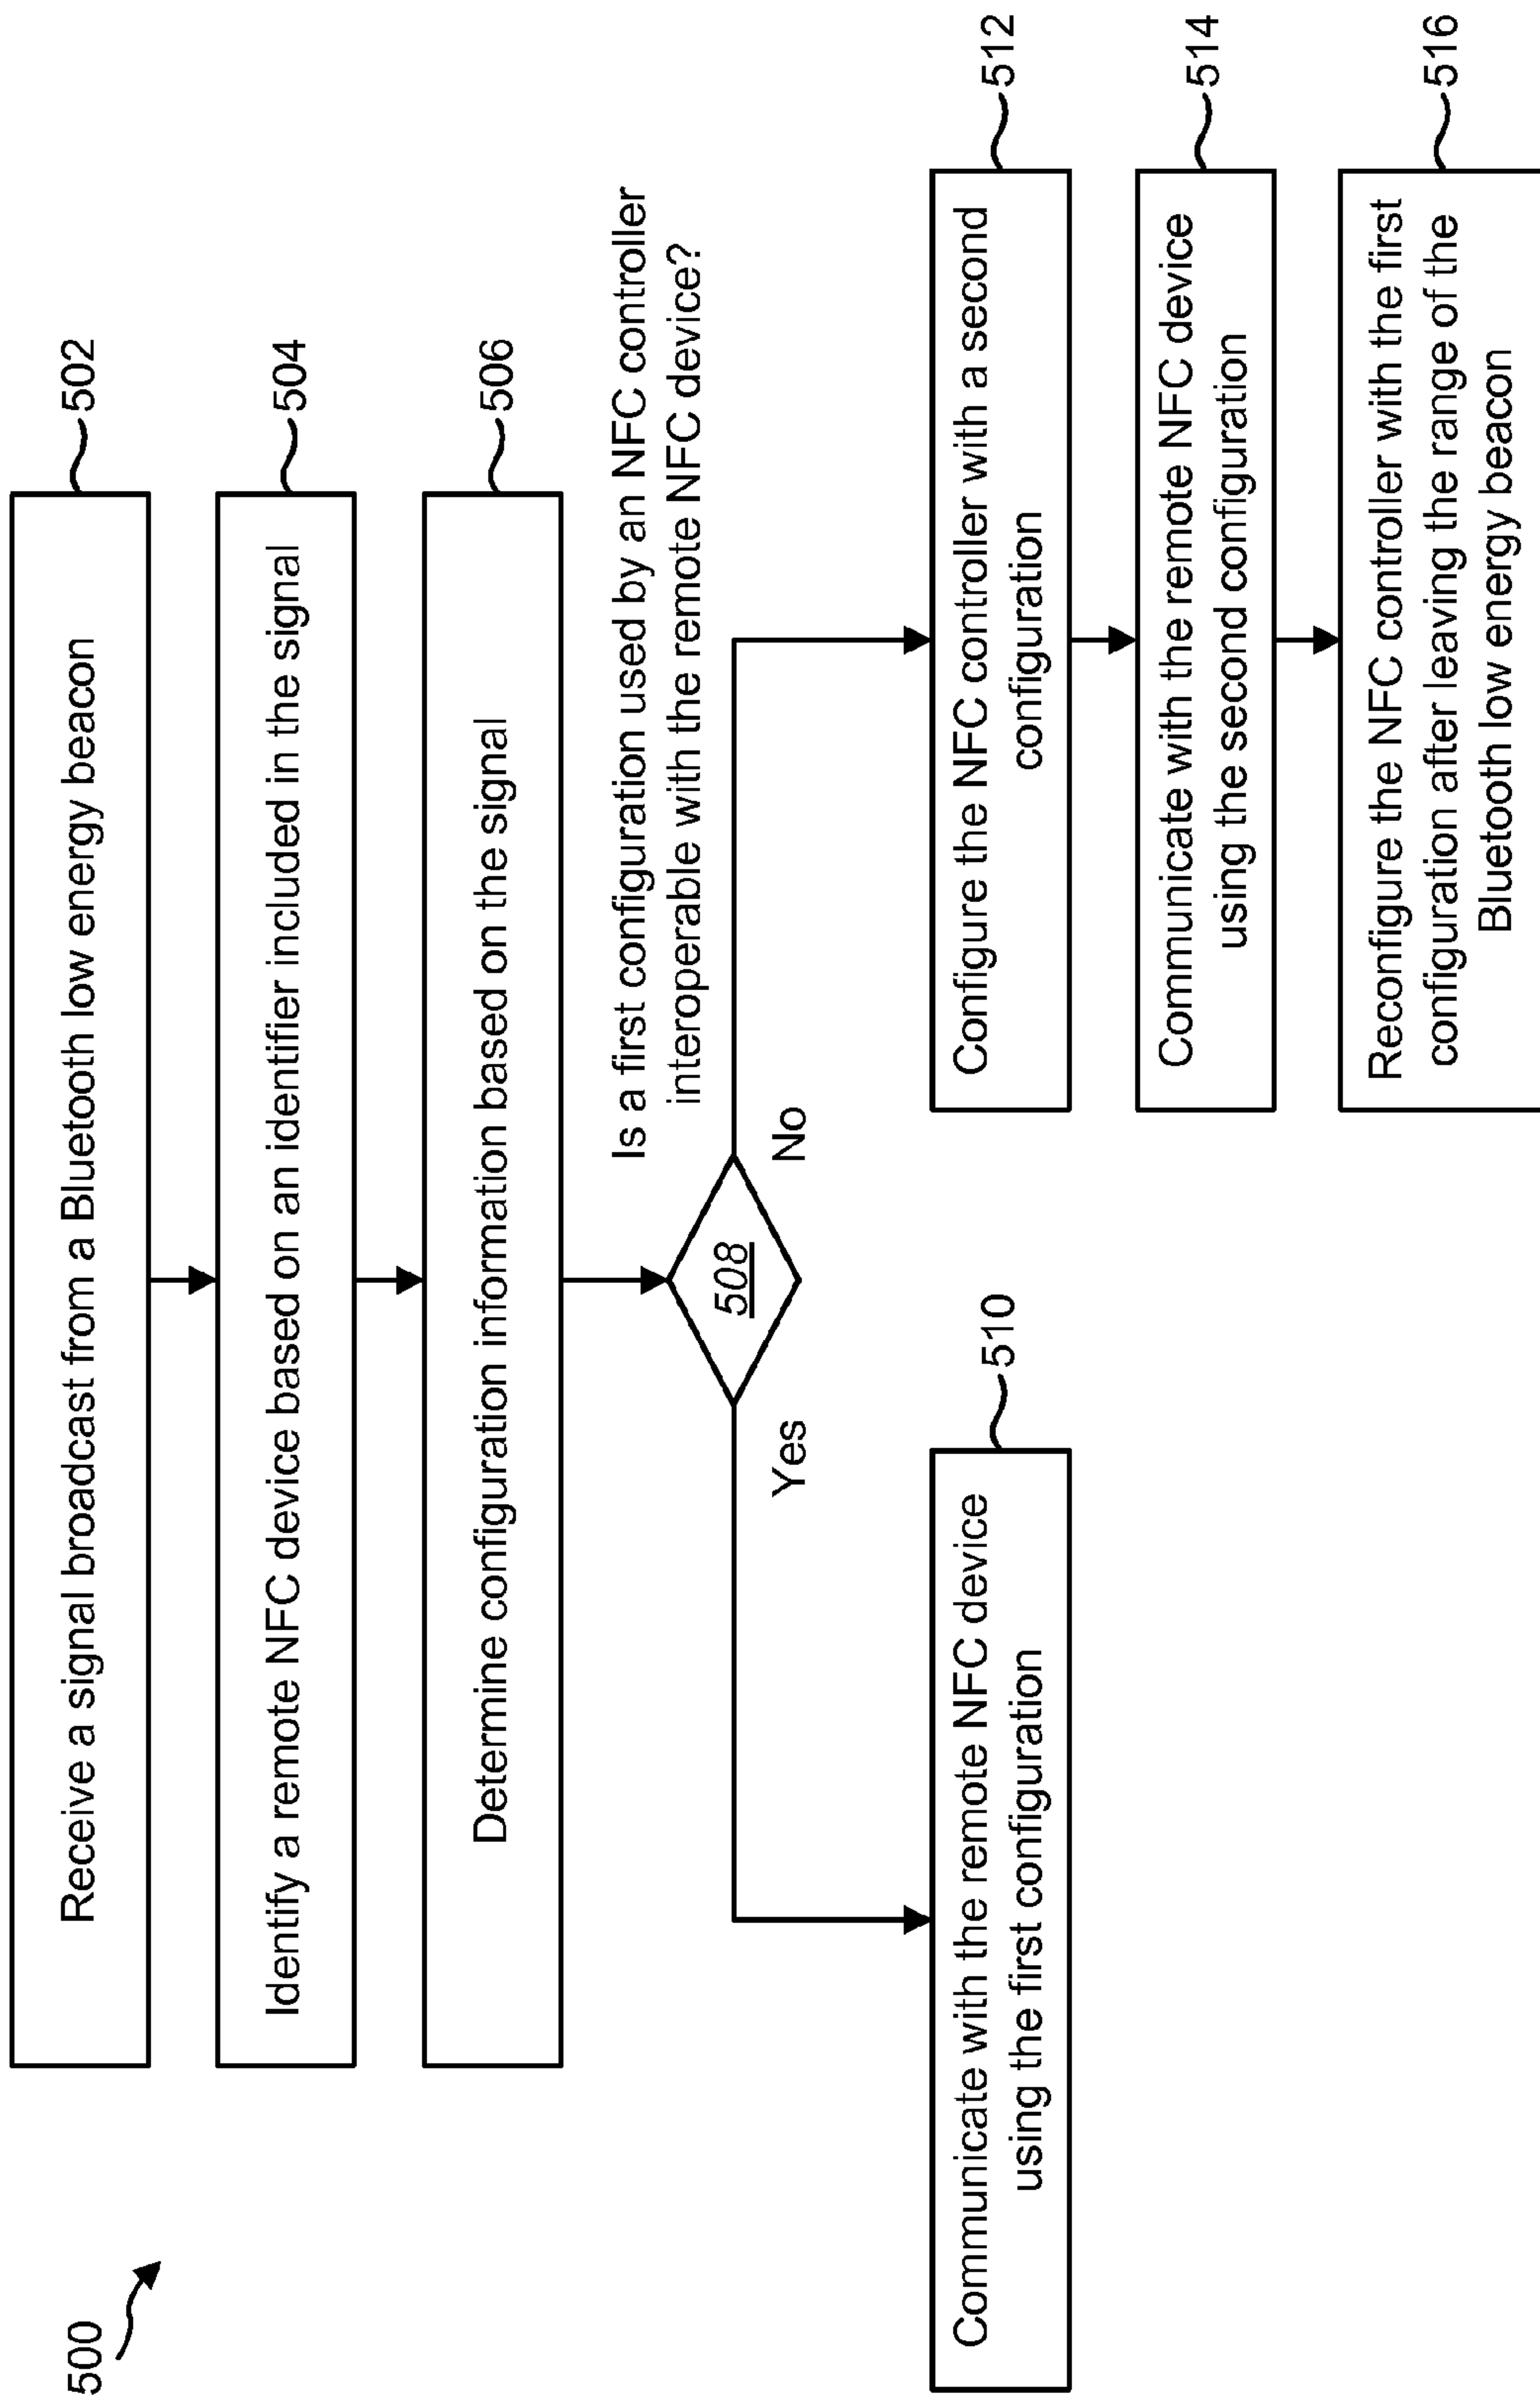 500
Receive a signal broadcast from a Bluetooth low energy beacon
502
Identify a remote NFC device based on an identifier included in the signal
504
Determine configuration information based on the signal
506
Is a first configuration used by an NFC controller
interoperable with the remote NFC device?
508
Yes
No
Communicate with the remote NFC device
using the first configuration
510
Configure the NFC controller with a second
configuration
512
Communicate with the remote NFC device
using the second configuration
514
Reconfigure the NFC controller with the first
configuration after leaving the range of the
Bluetooth low energy beacon
516